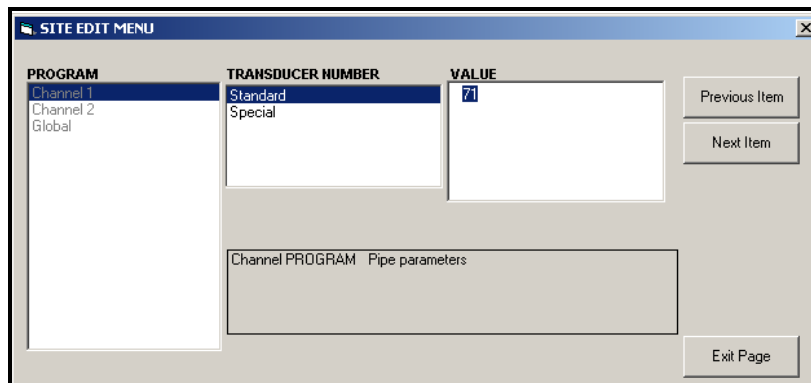 SITE EDIT MENU
PROGRAM
Channel 1
Channel 2
Global
TRANSDUCER NUMBER
Standard
Special
VALUE
71
Previous Item
Next Item
Channel PROGRAM Pipe parameters
Exit Page